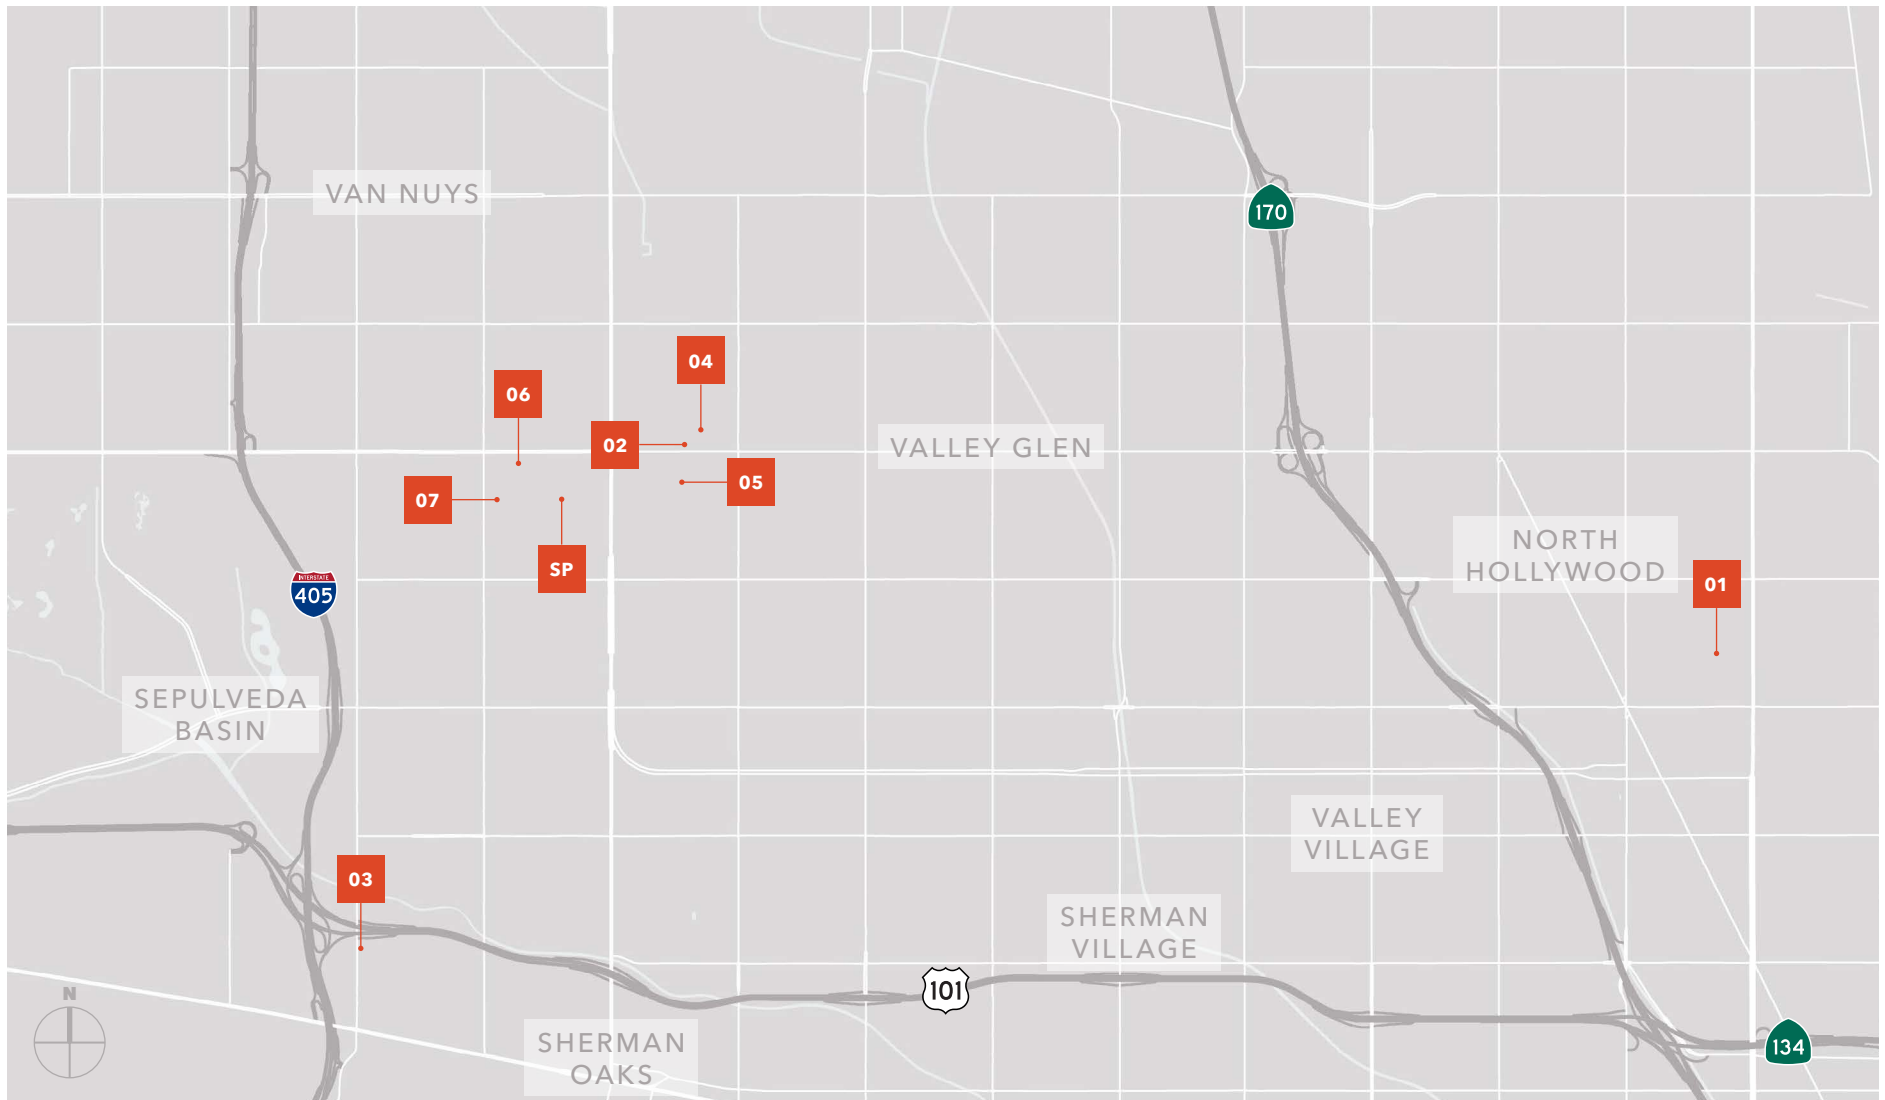 VAN NUYS
170
04
06
02
VALLEY GLEN
05
07
NORTH
HOLLYWOOD
SP
01
INTERSTATE
405
SEPULVEDA
BASIN
VALLEY
VILLAGE
03
SHERMAN
VILLAGE
101
N
SHERMAN
OAKS
134